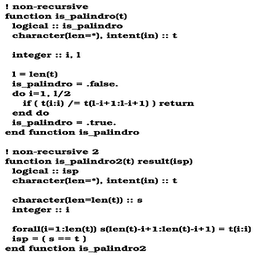 ! non-recursive
function is_palindro(t)
logical :: is_palindro
character(len=*), intent(in) :: t
integer :: i, l
l = len(t)
is_palindro = .false.
do i=1, l/2
if ( t(i:i) /= t(l-i+1:l-i+1) ) return
end do
is_palindro = .true.
end function is_palindro
! non-recursive 2
function is_palindro2(t) result(isp)
logical :: isp
character(len=*), intent(in) :: t
character(len=len(t)) :: s
integer :: i
forall(i=1:len(t)) s(len(t)-i+1:len(t)-i+1) = t(i:i)
isp = ( s == t )
end function is_palindro2